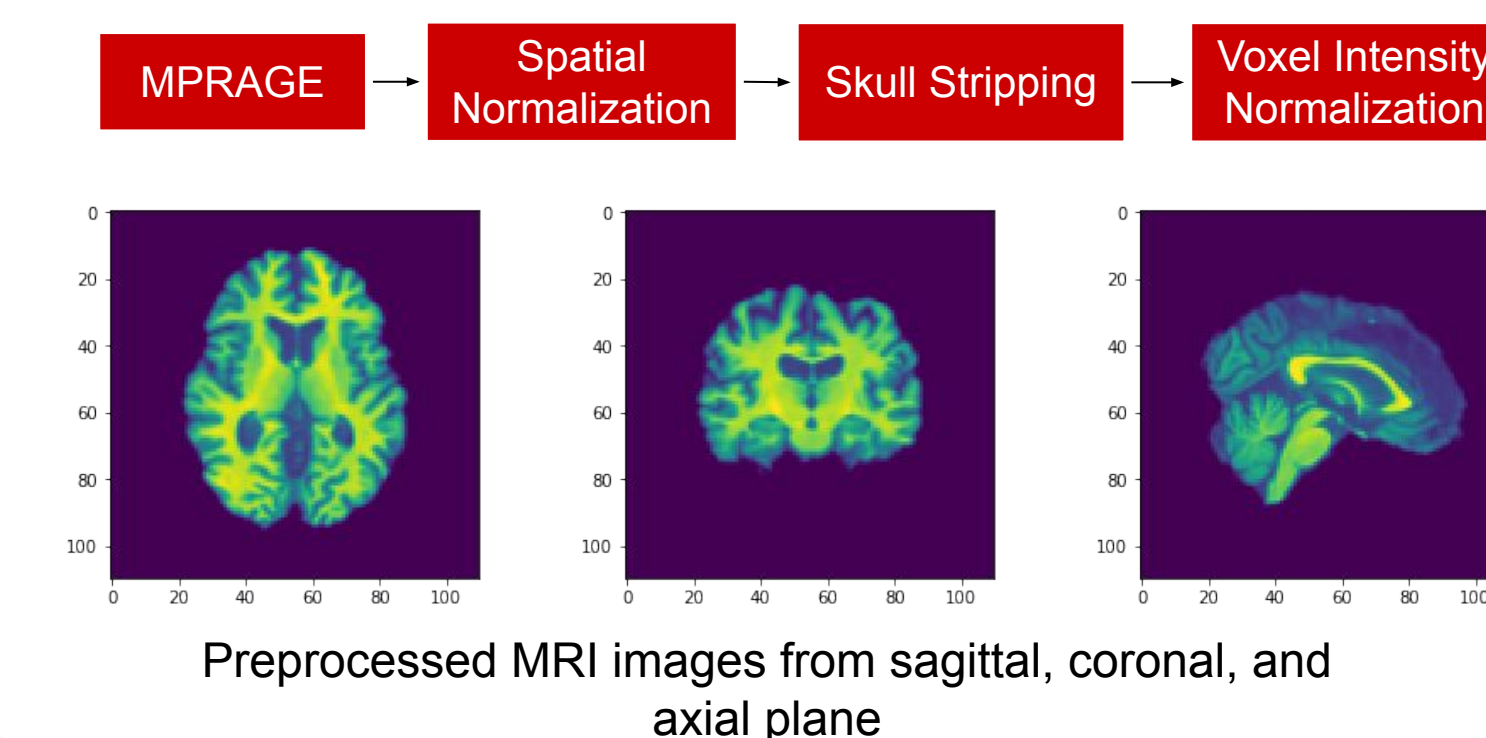 MPRAGE
Spatial
Normalization
Skull Stripping
Voxel Intensity
Normalization
0
20
40
60
80
100
0 20 40 60 80 100
0
20
40
60
80
100
0 20 40 60 80 100
0
20
40
60
80
100
0 20 40 60 80 100
Preprocessed MRI images from sagittal, coronal, and
axial plane